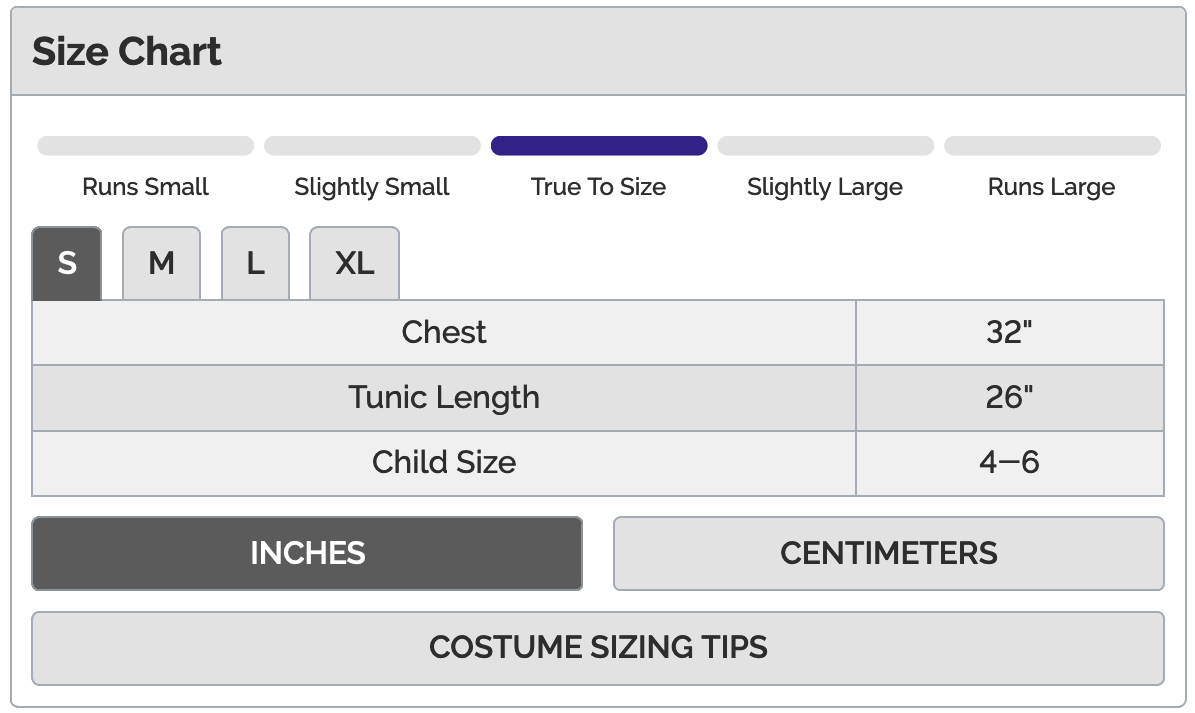 Size Chart
Runs Small Slightly Small True To Size Slightly Large Runs Large
S M L XL
Chest 32"
Tunic Length 26"
Child Size 4–6
INCHES CENTIMETERS
COSTUME SIZING TIPS